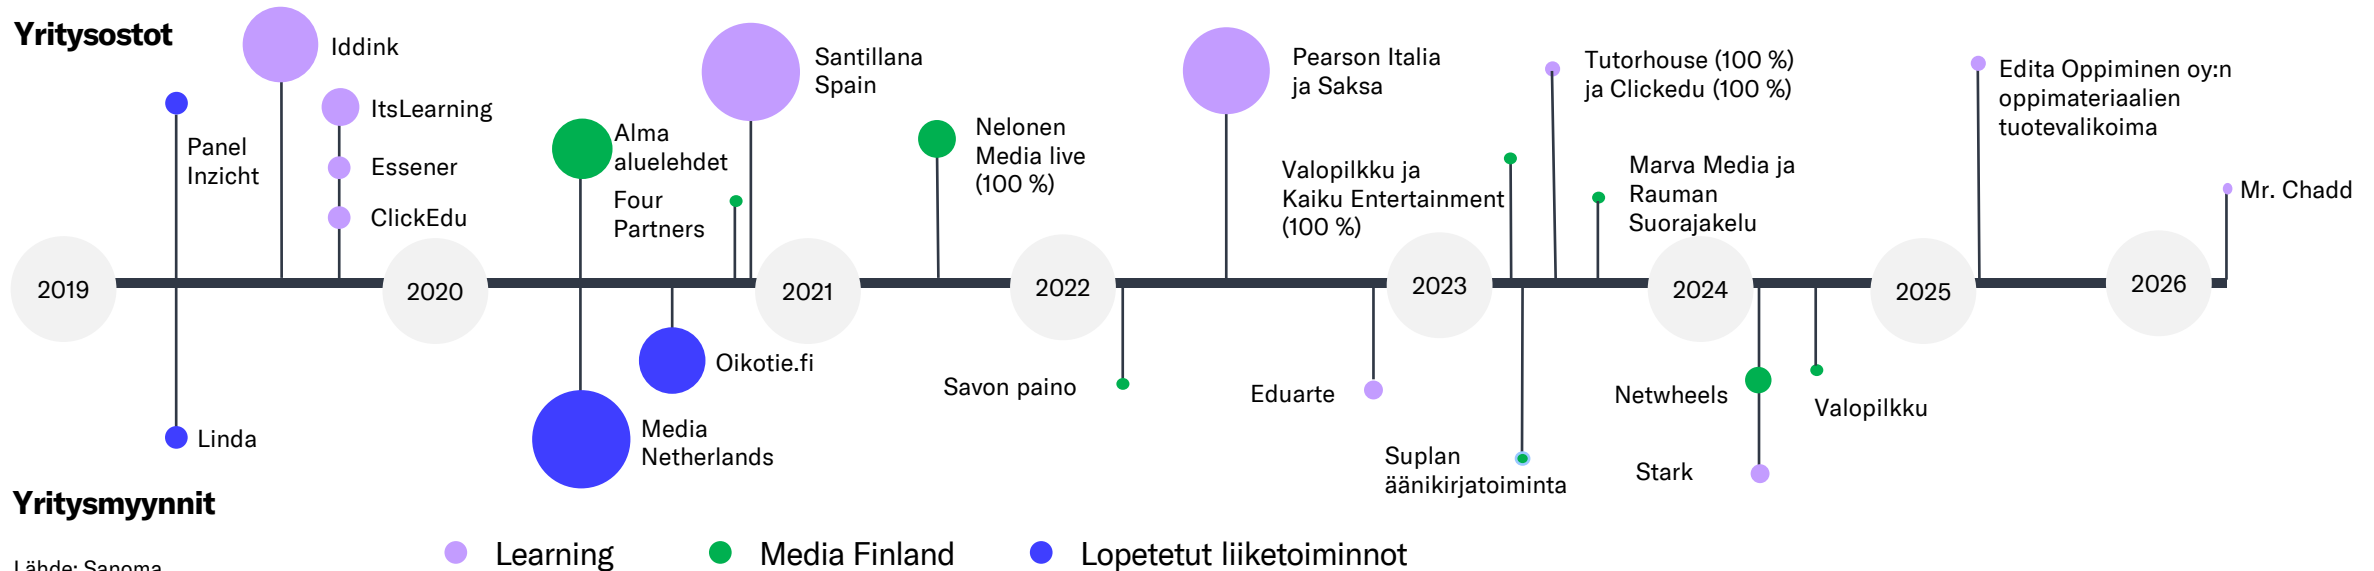 Yritysostot
Iddink
Panel
Inzicht
ItsLearning
Essener
ClickEdu
Alma
aluelehdet
Four
Partners
Santillana
Spain
Nelonen
Media live
(100 %)
Pearson Italia
ja Saksa
Valopilkku ja
Kaiku Entertainment
(100 %)
Tutorhouse (100 %)
ja Clickedu (100 %)
Marva Media ja
Rauman
Suorajakelu
Edita Oppiminen oy:n
oppimateriaalien
tuotevalikoima
Mr. Chadd
2019
2020
2021
2022
2023
2024
2025
2026
Linda
Media
Netherlands
Oikotie.fi
Savon paino
Eduarte
Suplan
äänikirjatoiminta
Netwheels
Stark
Valopilkku
Yritysmyynnit
Learning
Media Finland
Lopetetut liiketoiminnot
Lähde: Sanoma